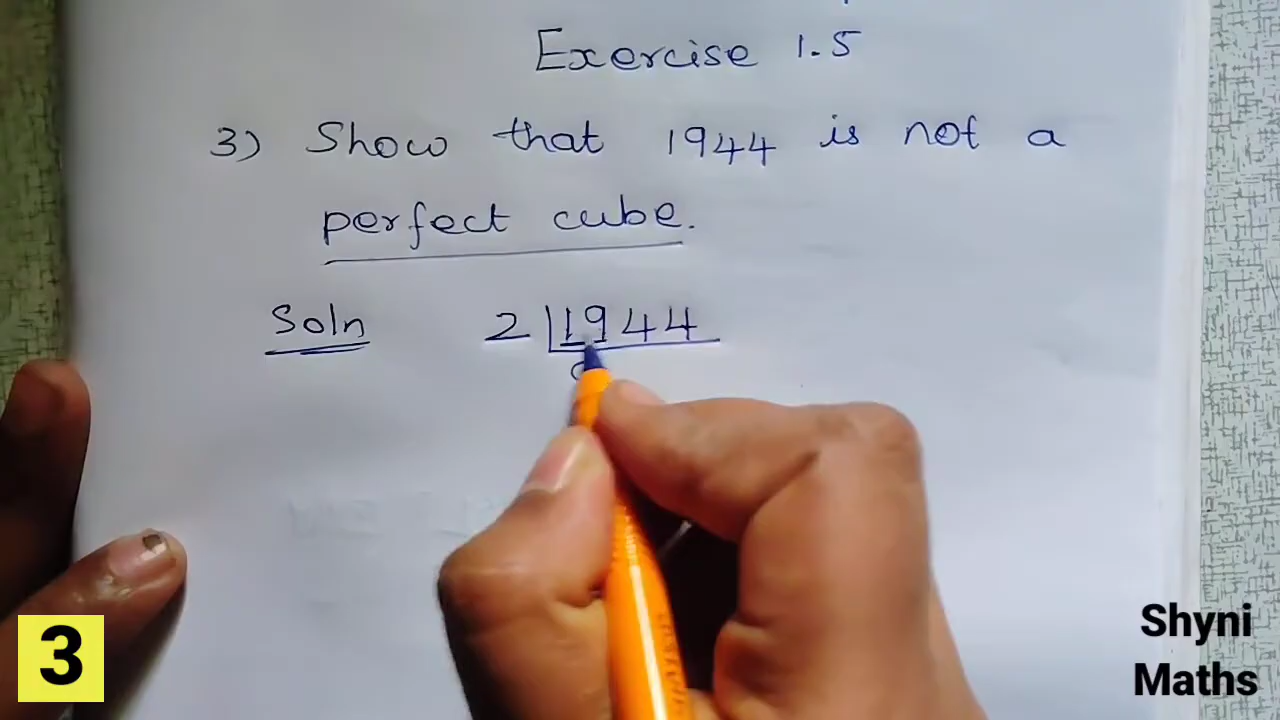 Exercise 1.5
3) Show that 1944 is not a
perfect cube.
Soln 2 1944
3
Shyni
Maths